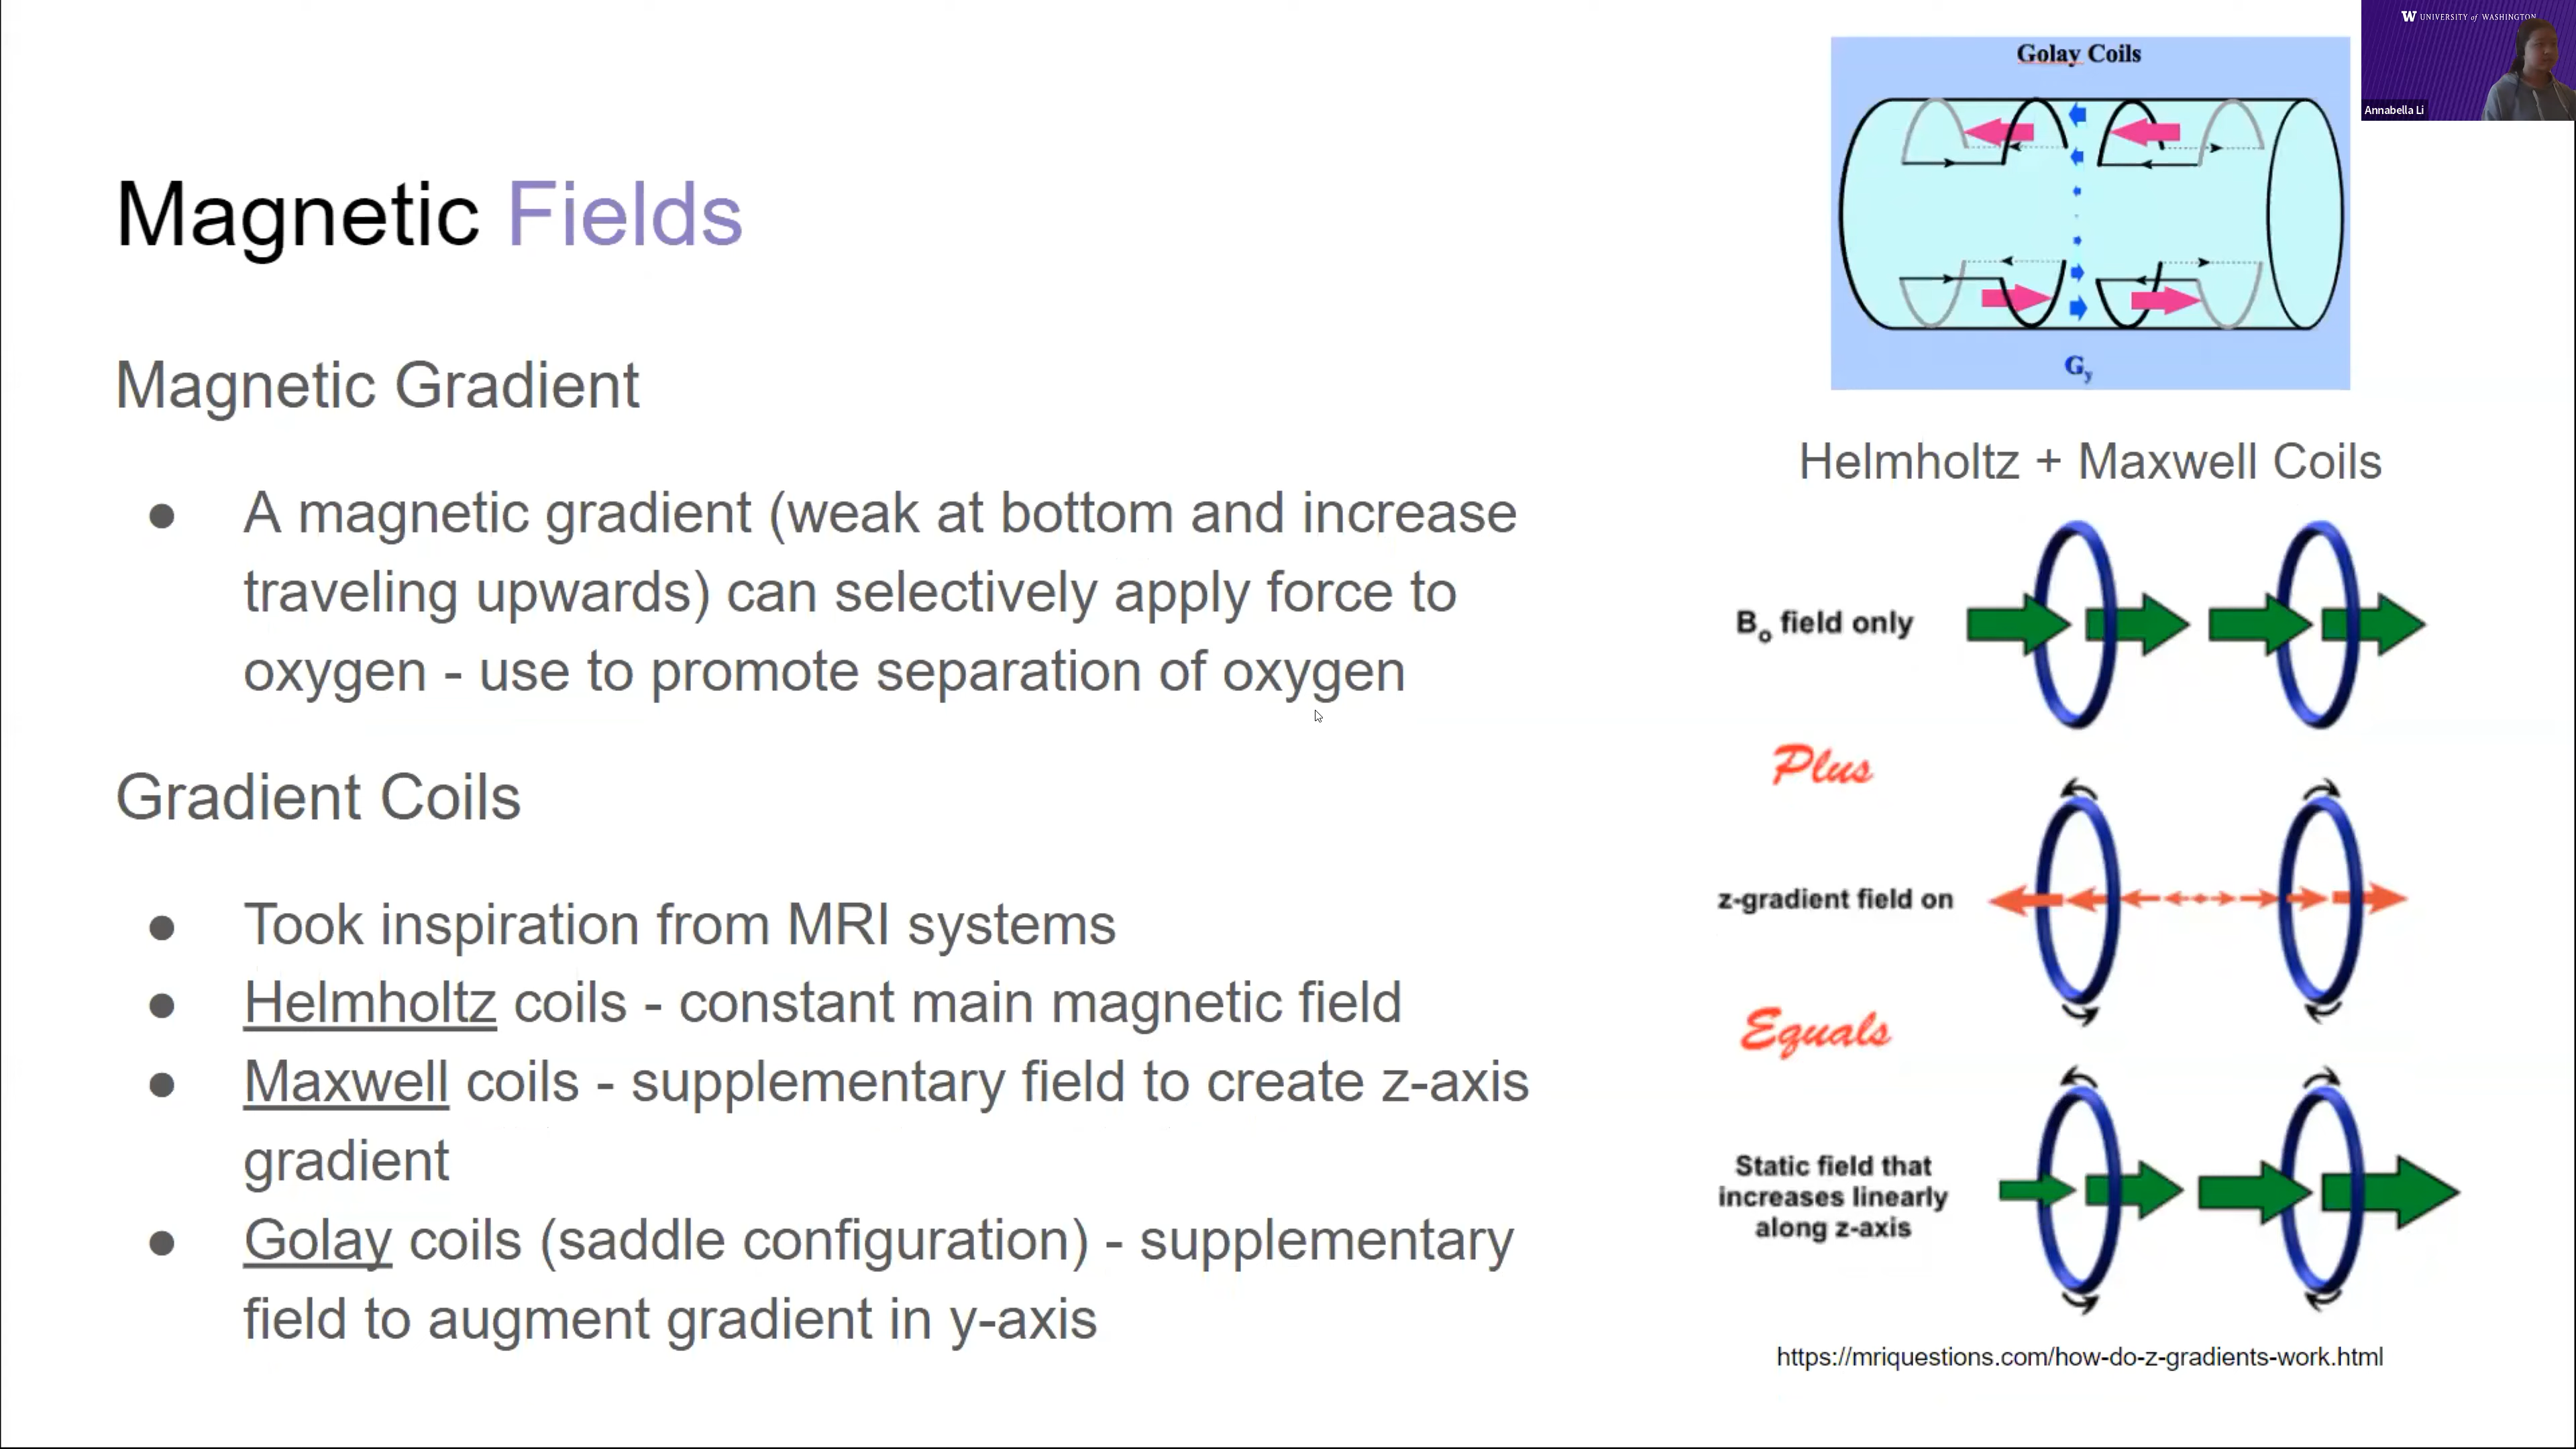 Magnetic Fields
Magnetic Gradient
● A magnetic gradient (weak at bottom and increase
traveling upwards) can selectively apply force to
oxygen - use to promote separation of oxygen
Gradient Coils
● Took inspiration from MRI systems
● Helmholtz coils - constant main magnetic field
● Maxwell coils - supplementary field to create z-axis
gradient
● Golay coils (saddle configuration) - supplementary
field to augment gradient in y-axis
Golay Coils
Gy
Helmholtz + Maxwell Coils
Bo field only
Plus
z-gradient field on
Equals
Static field that
increases linearly
along z-axis
https://mriquestions.com/how-do-z-gradients-work.html
W UNIVERSITY of WASHINGTON
Annabella Li